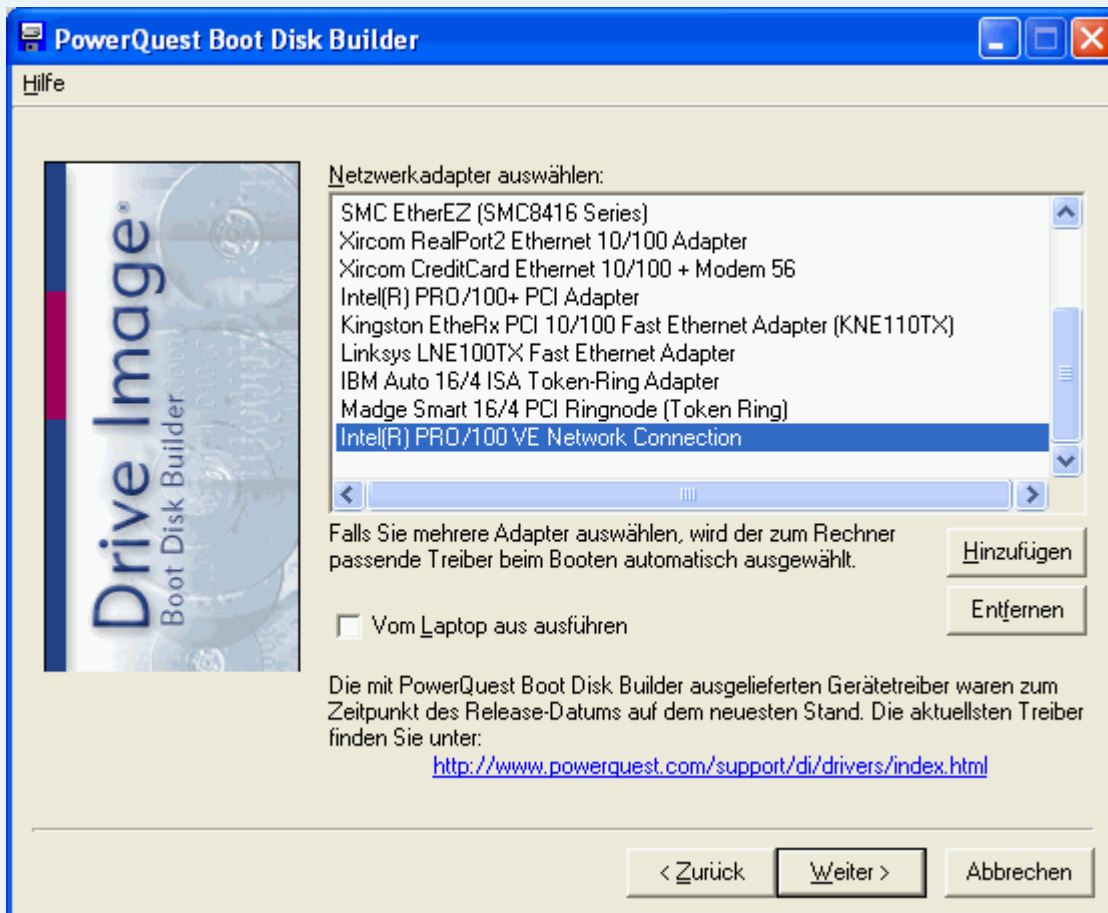 PowerQuest Boot Disk Builder
Hilfe
Drive Image®
Boot Disk Builder
Netzwerkadapter auswählen:
SMC EtherEZ (SMC8416 Series)
Xircom RealPort2 Ethernet 10/100 Adapter
Xircom CreditCard Ethernet 10/100 + Modem 56
Intel(R) PRO/100+ PCI Adapter
Kingston EtheRx PCI 10/100 Fast Ethernet Adapter (KNE110TX)
Linksys LNE100TX Fast Ethernet Adapter
IBM Auto 16/4 ISA Token-Ring Adapter
Madge Smart 16/4 PCI Ringnode (Token Ring)
Intel(R) PRO/100 VE Network Connection
Falls Sie mehrere Adapter auswählen, wird der zum Rechner
passende Treiber beim Booten automatisch ausgewählt.
Hinzufügen
Entfernen
Vom Laptop aus ausführen
Die mit PowerQuest Boot Disk Builder ausgelieferten Gerätetreiber waren zum
Zeitpunkt des Release-Datums auf dem neuesten Stand. Die aktuellsten Treiber
finden Sie unter:
http://www.powerquest.com/support/di/drivers/index.html
< Zurück
Weiter >
Abbrechen